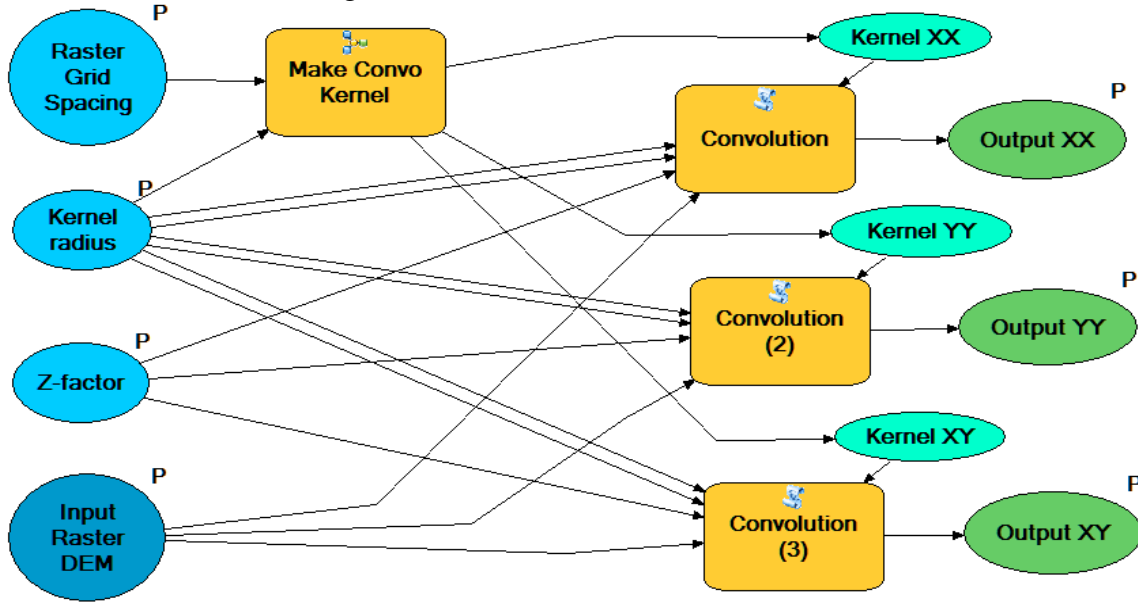 P
Raster
Grid
Spacing
Make Convo
Kernel
Kernel XX
Convolution
P
Output XX
P
Kernel
radius
Kernel YY
Convolution
(2)
P
Output YY
P
Z-factor
Kernel XY
P
Input
Raster
DEM
Convolution
(3)
P
Output XY